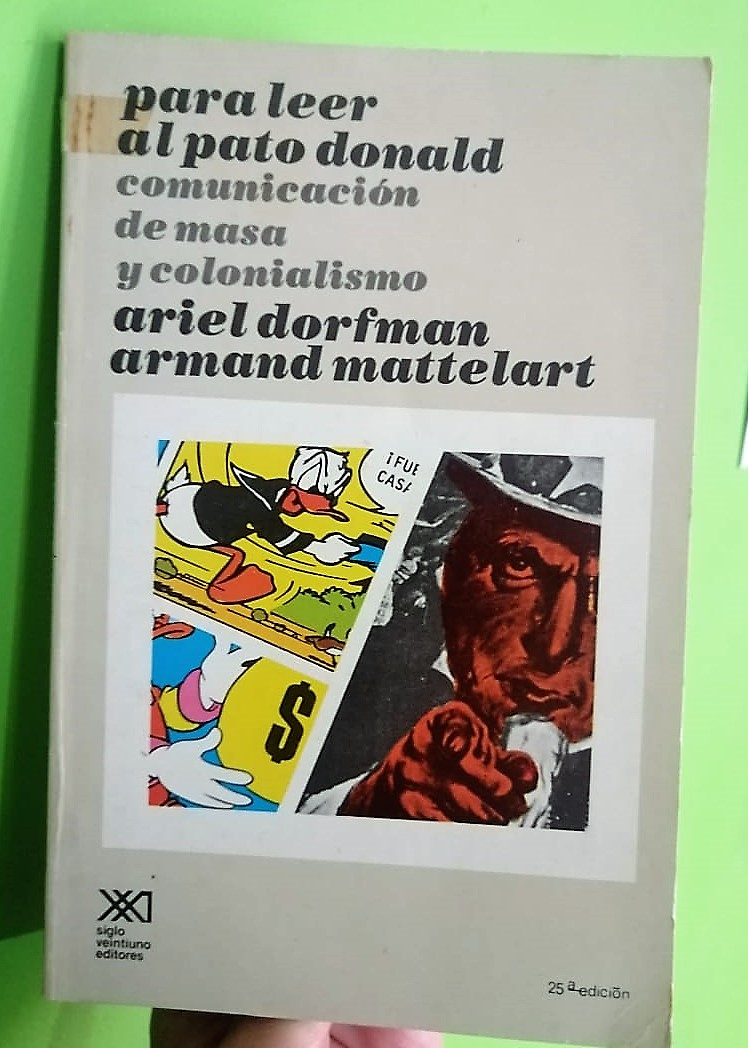 para leer
al pato donald
comunicación
de masa
y colonialismo
ariel dorfman
armand mattelart
¡FUE
CASA
$
siglo
veintiuno
editores
25ª edición